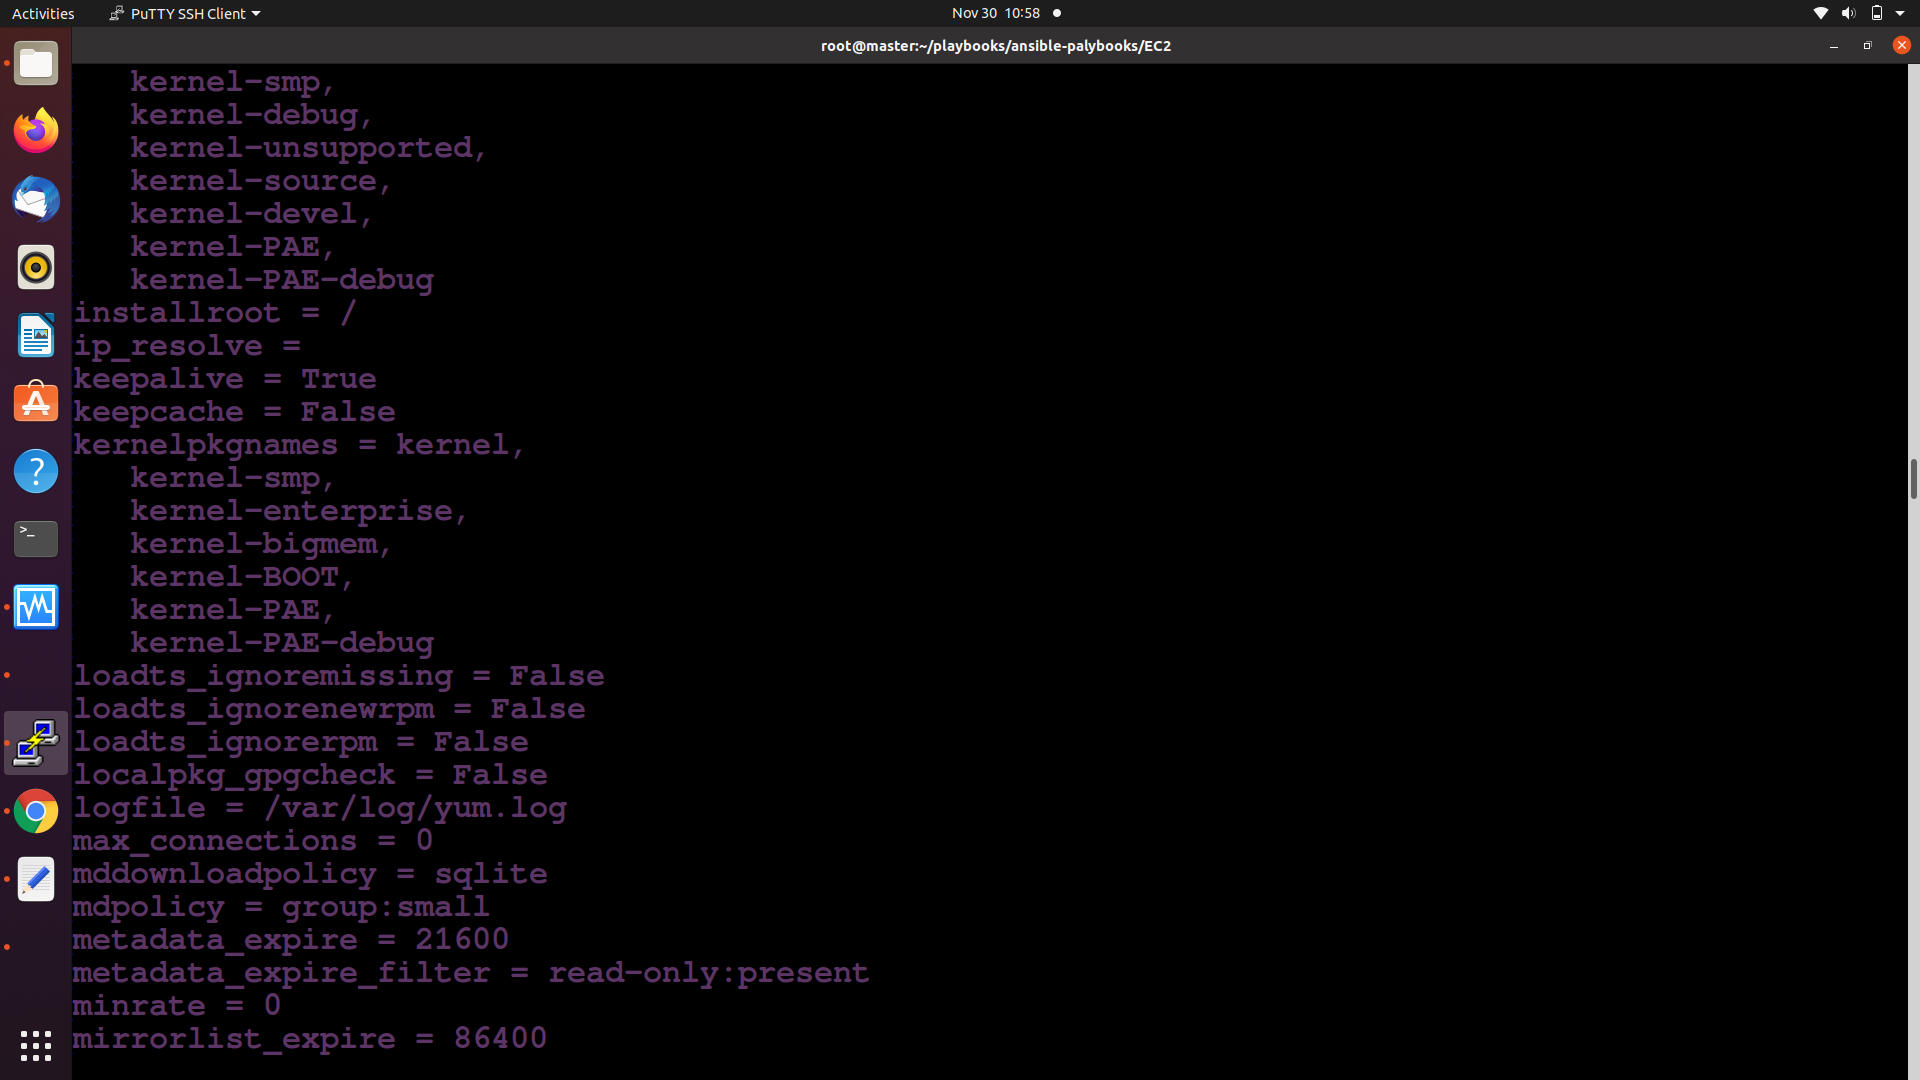 Activities
PuTTY SSH Client
Nov 30 10:58
root@master:~/playbooks/ansible-palybooks/EC2
kernel-smp,
kernel-debug,
kernel-unsupported,
kernel-source,
kernel-devel,
kernel-PAE,
kernel-PAE-debug
installroot = /
ip_resolve =
keepalive = True
keepcache = False
kernelpkgnames = kernel,
kernel-smp,
kernel-enterprise,
kernel-bigmem,
kernel-BOOT,
kernel-PAE,
kernel-PAE-debug
loadts_ignoremissing = False
loadts_ignorenewrpm = False
loadts_ignorerpm = False
localpkg_gpgcheck = False
logfile = /var/log/yum.log
max_connections = 0
mddownloadpolicy = sqlite
mdpolicy = group:small
metadata_expire = 21600
metadata_expire_filter = read-only:present
minrate = 0
mirrorlist_expire = 86400